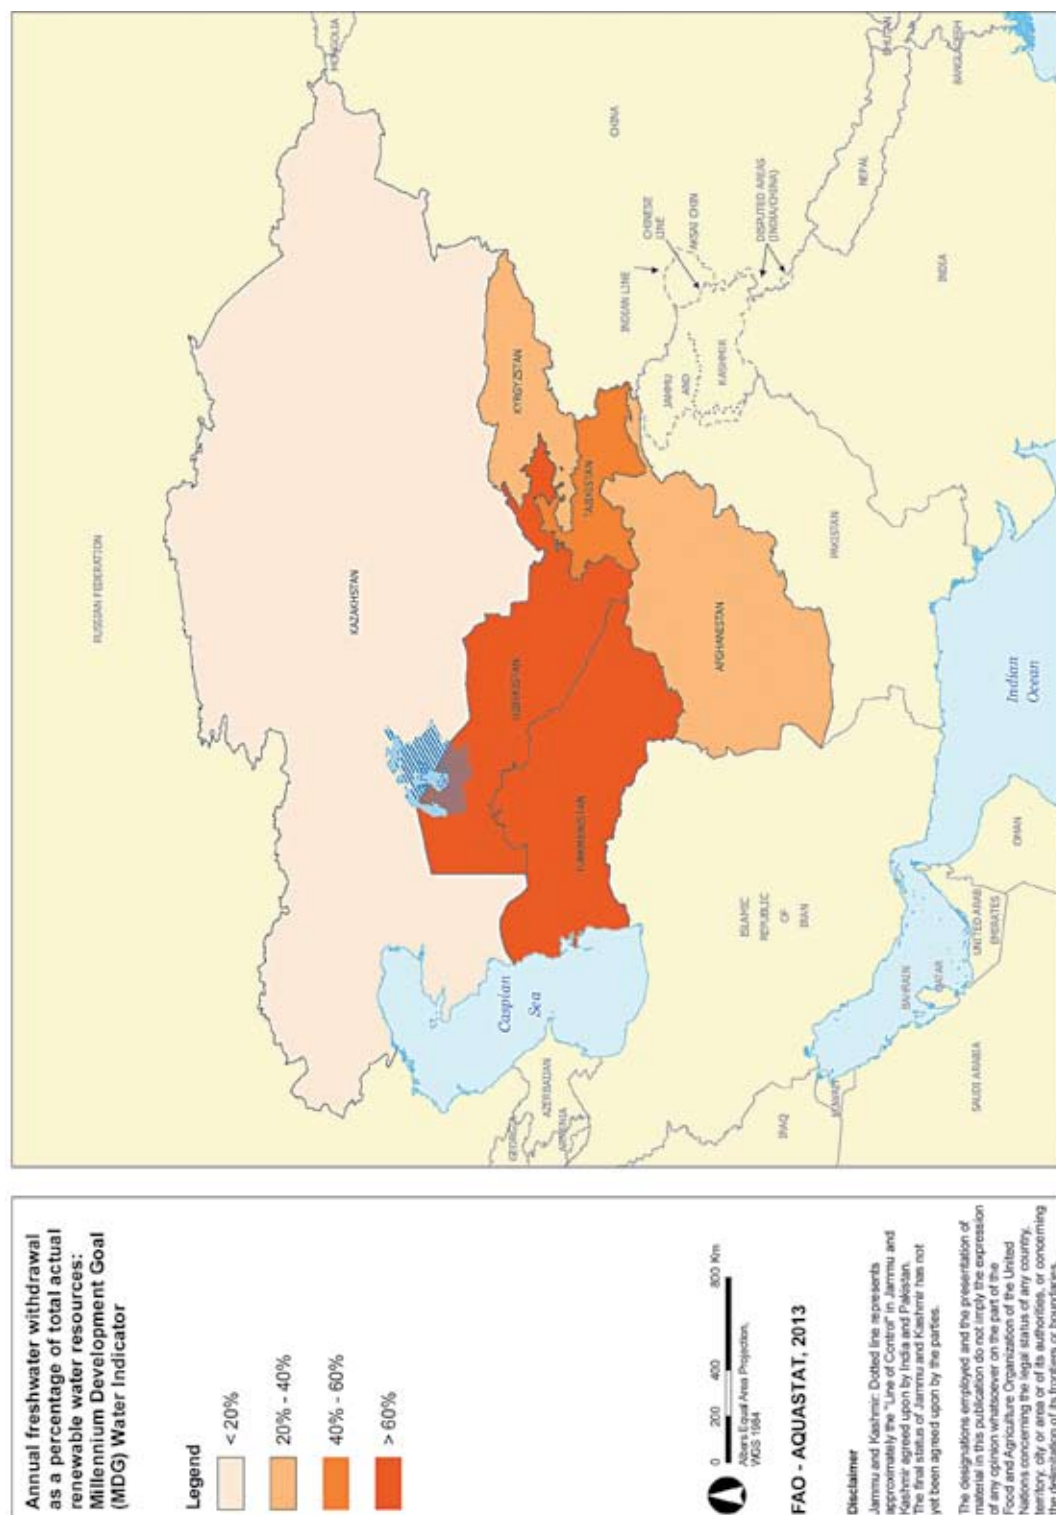 Annual freshwater withdrawal
as a percentage of total actual
renewable water resources:
Millennium Development Goal
(MDG) Water Indicator
Legend
< 20%
20% - 40%
40% - 60%
> 60%
0 200 400 800 Km
Albers Equal Area Projection,
WGS 1984
FAO - AQUASTAT, 2013
Disclaimer
Jammu and Kashmir: Dotted line represents
approximately the "Line of Control" in Jammu and
Kashmir agreed upon by India and Pakistan.
The final status of Jammu and Kashmir has not
yet been agreed upon by the parties.
The designations employed and the presentation of
material in this publication do not imply the expression
of any opinion whatsoever on the part of the
Food and Agriculture Organization of the United
Nations concerning the legal status of any country,
territory, city or area or of its authorities, or concerning
the delimitation of its frontiers or boundaries.
RUSSIAN FEDERATION
MONGOLIA
KAZAKHSTAN
CHINA
KYRGYZSTAN
UZBEKISTAN
TAJIKISTAN
TURKMENISTAN
AFGHANISTAN
Caspian
Sea
GEORGIA
AZERBAIJAN
ARMENIA
INDIAN LINE
CHINESE
LINE
AKSAI CHIN
JAMMU
AND
KASHMIR
DISPUTED AREAS
(INDIA/CHINA)
ISLAMIC
REPUBLIC
OF
IRAN
IRAQ
KUWAIT
PAKISTAN
NEPAL
BHUTAN
BANGLADESH
INDIA
BAHRAIN
QATAR
SAUDI ARABIA
UNITED ARAB
EMIRATES
OMAN
Indian
Ocean